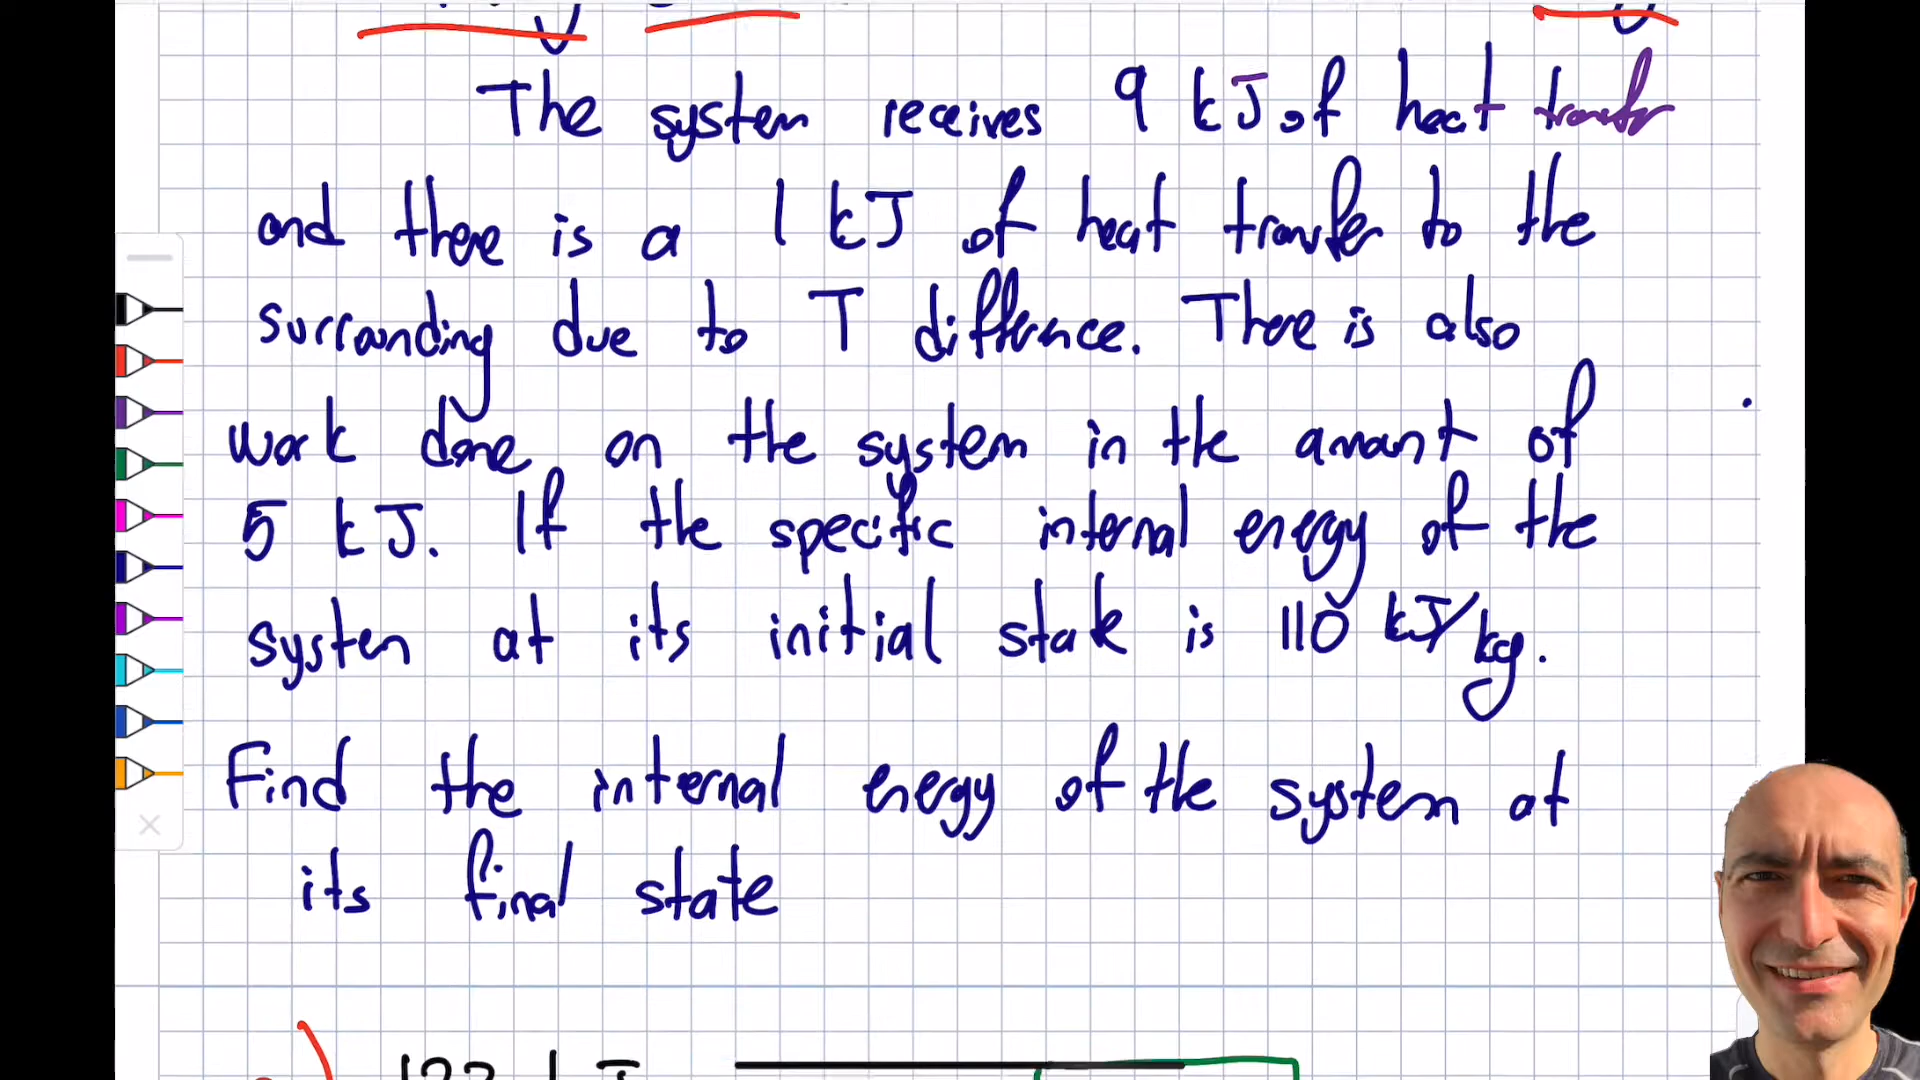 The system receives 9 kJ of heat transfer
and there is a 1 kJ of heat transfer to the
surrounding due to T difference. There is also
work done on the system in the amount of
5 kJ. If the specific internal energy of the
system at its initial state is 110 kJ/kg.
Find the internal energy of the system at
its final state